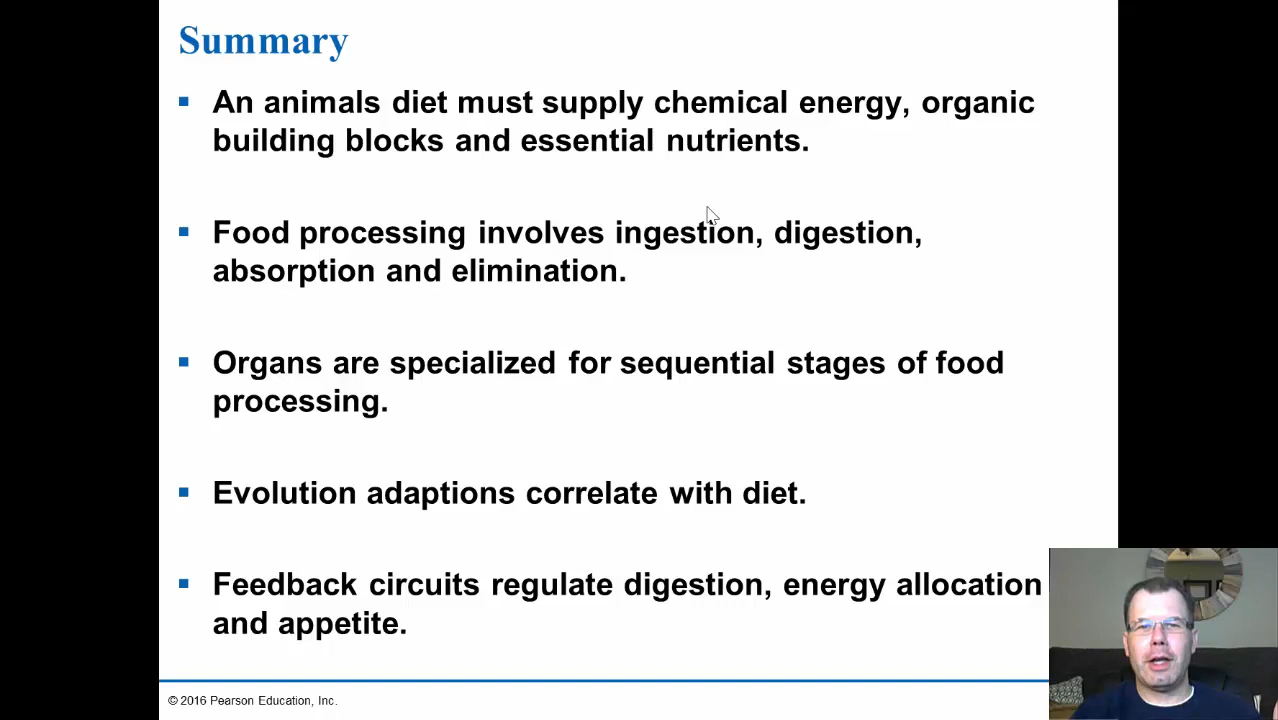 Summary
An animals diet must supply chemical energy, organic
building blocks and essential nutrients.
Food processing involves ingestion, digestion,
absorption and elimination.
Organs are specialized for sequential stages of food
processing.
Evolution adaptions correlate with diet.
Feedback circuits regulate digestion, energy allocation
and appetite.
© 2016 Pearson Education, Inc.